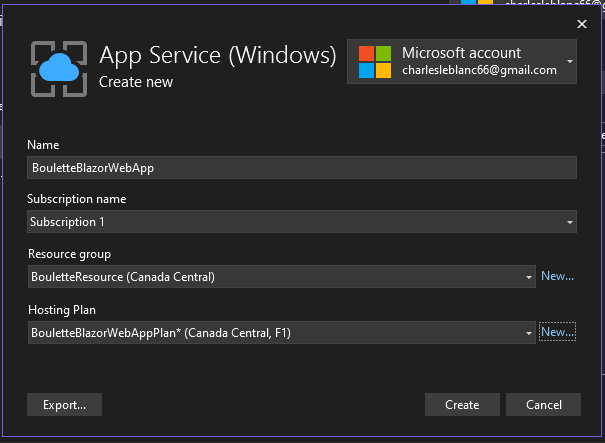 App Service (Windows)
Create new
Microsoft account
charlesleblanc66@gmail.com
Name
BouletteBlazorWebApp
Subscription name
Subscription 1
Resource group
BouletteResource (Canada Central)
New...
Hosting Plan
BouletteBlazorWebAppPlan* (Canada Central, F1)
New...
Export...
Create
Cancel